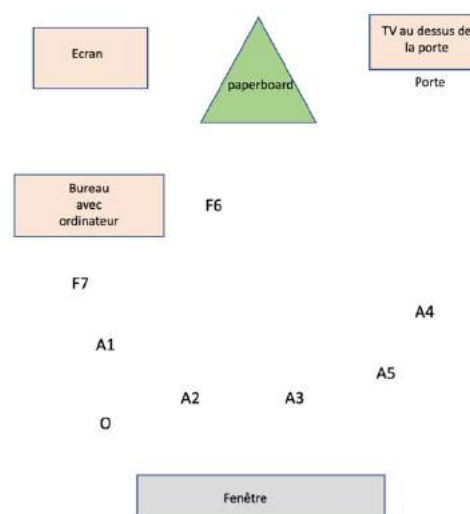 Ecran
paperboard
TV au dessus de
la porte
Porte
Bureau
avec
ordinateur
F6
F7
A4
A1
A5
A2
A3
O
Fenêtre